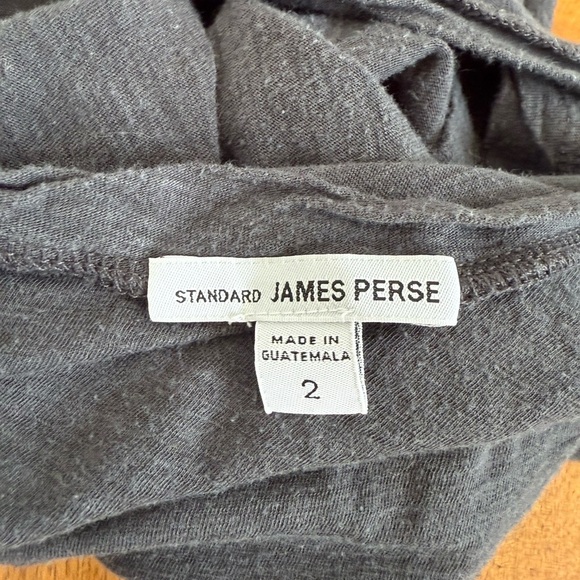 STANDARD JAMES PERSE
MADE IN
GUATEMALA
2